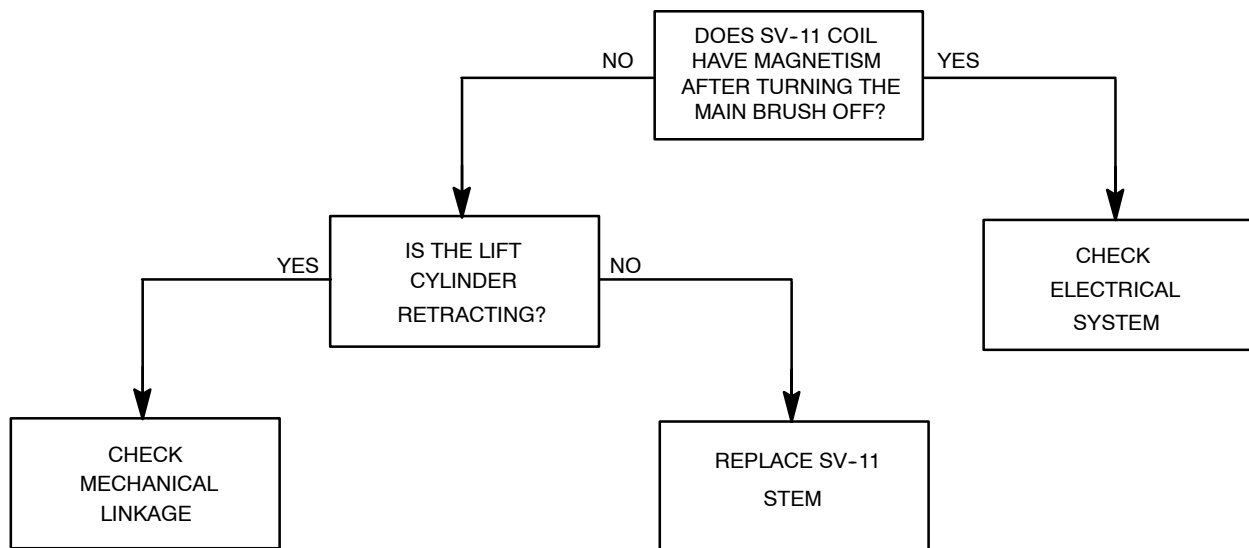 DOES SV-11 COIL
HAVE MAGNETISM
AFTER TURNING THE
MAIN BRUSH OFF?
NO
YES
IS THE LIFT
CYLINDER
RETRACTING?
YES
NO
CHECK
ELECTRICAL
SYSTEM
CHECK
MECHANICAL
LINKAGE
REPLACE SV-11
STEM